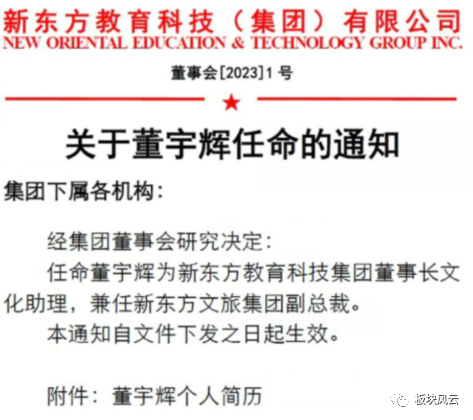 新东方教育科技（集团）有限公司
NEW ORIENTAL EDUCATION & TECHNOLOGY GROUP INC.
董事会[2023]1 号
关于董宇辉任命的通知
集团下属各机构：
经集团董事会研究决定：
任命董宇辉为新东方教育科技集团董事长文
化助理，兼任新东方文旅集团副总裁。
本通知自文件下发之日起生效。
附件：董宇辉个人简历
板块风云